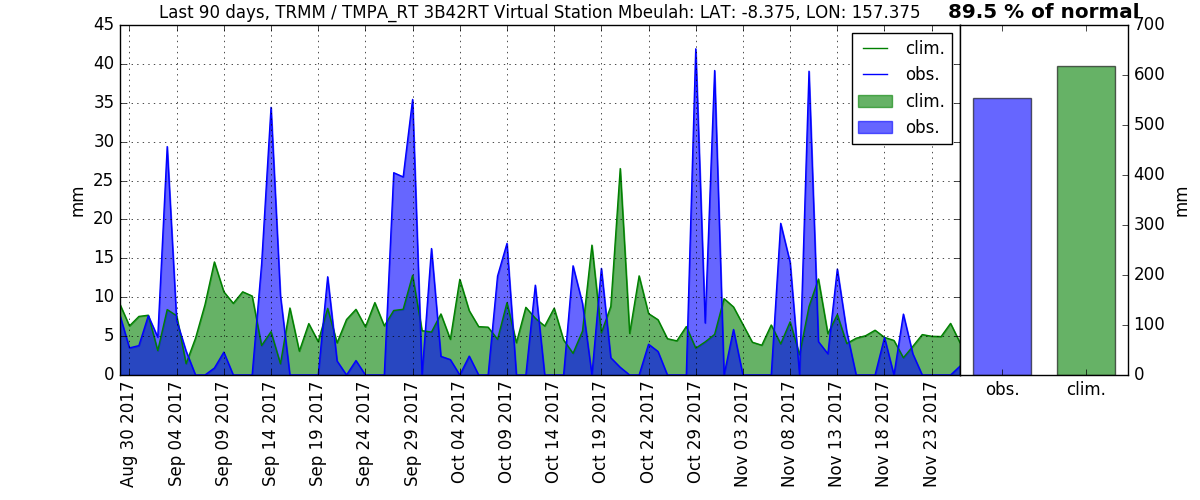 Last 90 days, TRMM / TMPA_RT 3B42RT Virtual Station Mbeulah: LAT: -8.375, LON: 157.375
89.5 % of normal
45
40
35
30
25
20
15
10
5
0
mm
clim.
obs.
clim.
obs.
Aug 30 2017
Sep 04 2017
Sep 09 2017
Sep 14 2017
Sep 19 2017
Sep 24 2017
Sep 29 2017
Oct 04 2017
Oct 09 2017
Oct 14 2017
Oct 19 2017
Oct 24 2017
Oct 29 2017
Nov 03 2017
Nov 08 2017
Nov 13 2017
Nov 18 2017
Nov 23 2017
700
600
500
400
300
200
100
0
mm
obs.
clim.